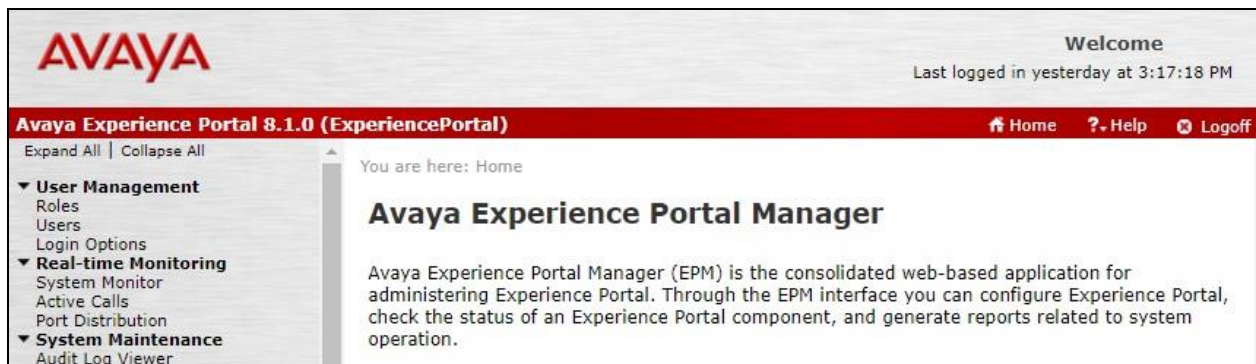 AVAYA
Welcome
Last logged in yesterday at 3:17:18 PM
Avaya Experience Portal 8.1.0 (ExperiencePortal)
Home ? Help Logoff
Expand All | Collapse All
You are here: Home
User Management
Roles
Users
Login Options
Real-time Monitoring
System Monitor
Active Calls
Port Distribution
System Maintenance
Audit Log Viewer
Avaya Experience Portal Manager
Avaya Experience Portal Manager (EPM) is the consolidated web-based application for
administering Experience Portal. Through the EPM interface you can configure Experience Portal,
check the status of an Experience Portal component, and generate reports related to system
operation.